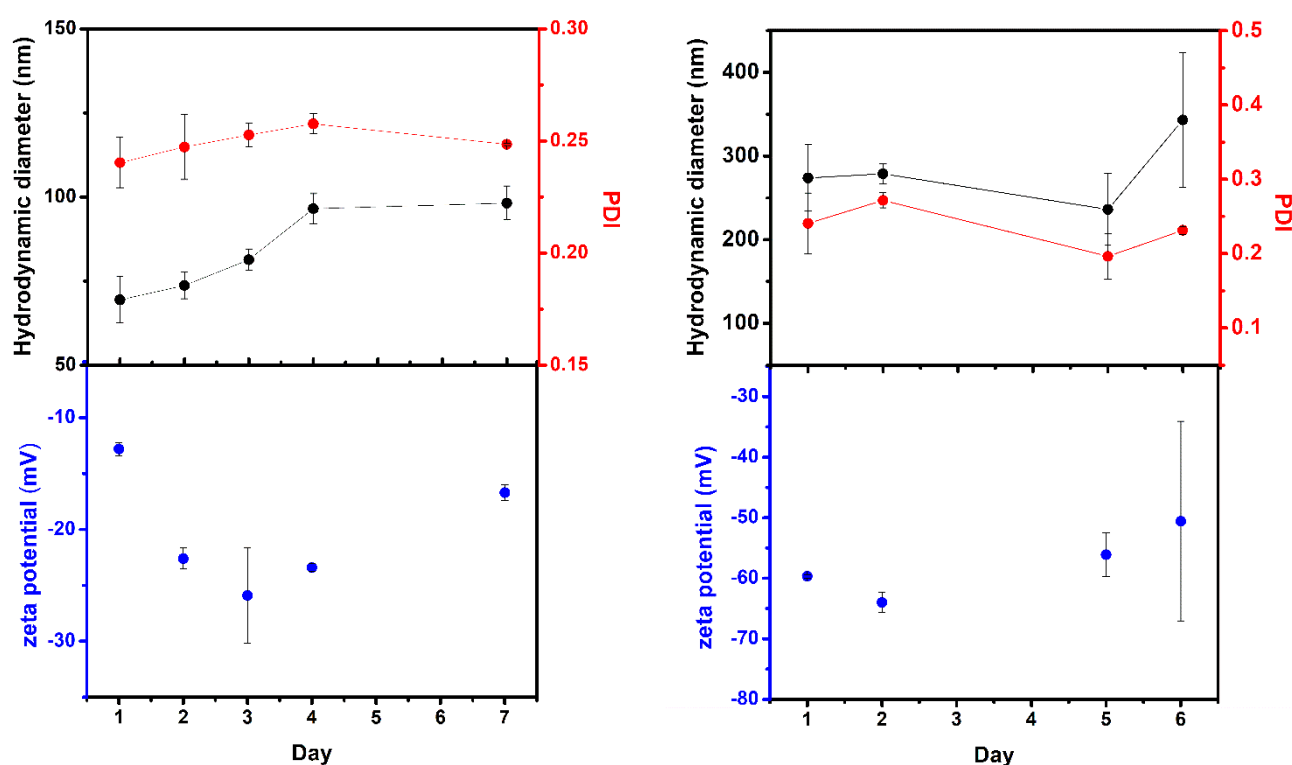 Hydrodynamic diameter (nm)
150
100
50
0.30
0.25
0.20
0.15
PDI
zeta potential (mV)
-10
-20
-30
1 2 3 4 5 6 7
Day
Hydrodynamic diameter (nm)
400
300
200
100
0.5
0.4
0.3
0.2
0.1
PDI
zeta potential (mV)
-30
-40
-50
-60
-70
-80
1 2 3 4 5 6
Day